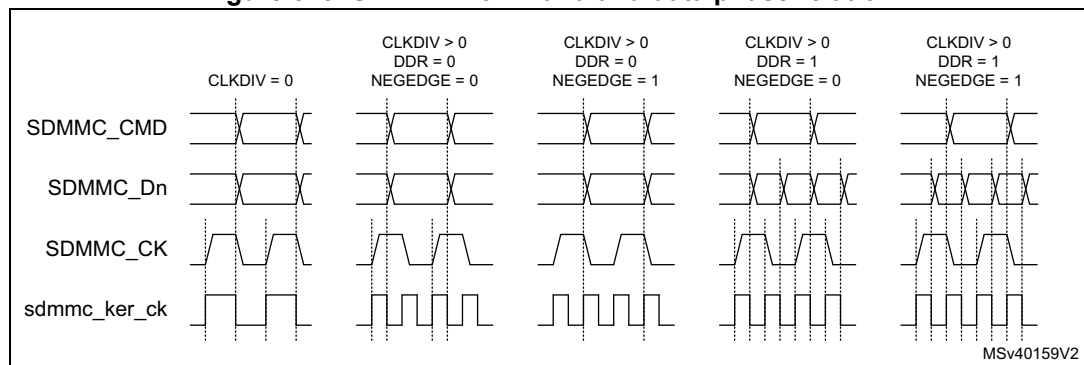 CLKDIV = 0
CLKDIV > 0
DDR = 0
NEGEDGE = 0
CLKDIV > 0
DDR = 0
NEGEDGE = 1
CLKDIV > 0
DDR = 1
NEGEDGE = 0
CLKDIV > 0
DDR = 1
NEGEDGE = 1
SDMMC_CMD
SDMMC_Dn
SDMMC_CK
sdmmc_ker_ck
MSv40159V2